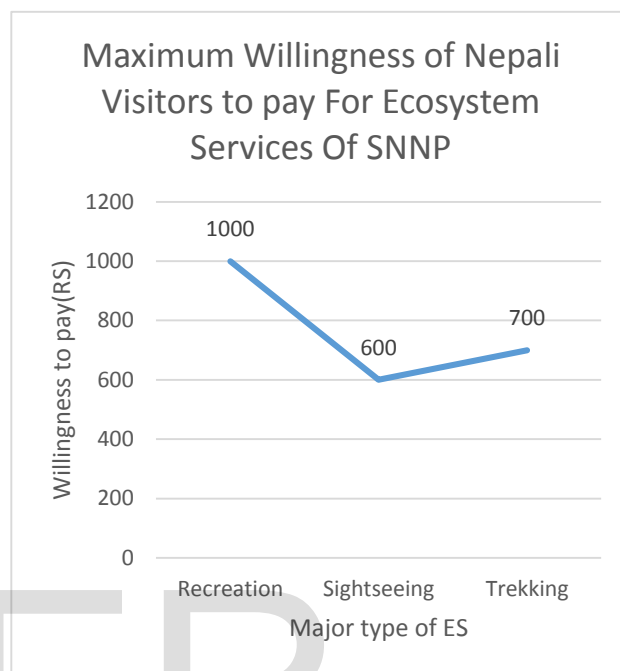 Maximum Willingness of Nepali
Visitors to pay For Ecosystem
Services Of SNNP
Willingness to pay(RS)
1200
1000
800
600
400
200
0
1000
600
700
Recreation
Sightseeing
Trekking
Major type of ES